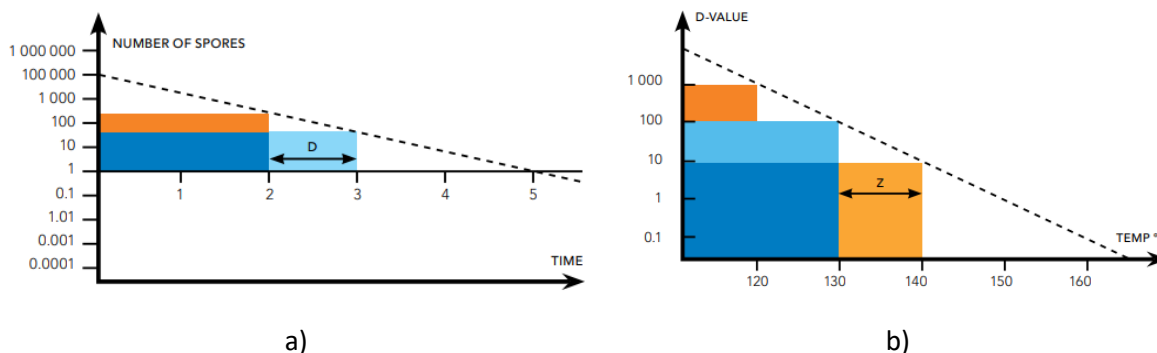 NUMBER OF SPORES
1 000 000
100 000
1 000
100
10
1
0.1
1.01
0.001
0.0001
D
1 2 3 4 5
TIME
a)
D-VALUE
1 000
100
10
1
0.1
Z
TEMP °
120 130 140 150 160
b)